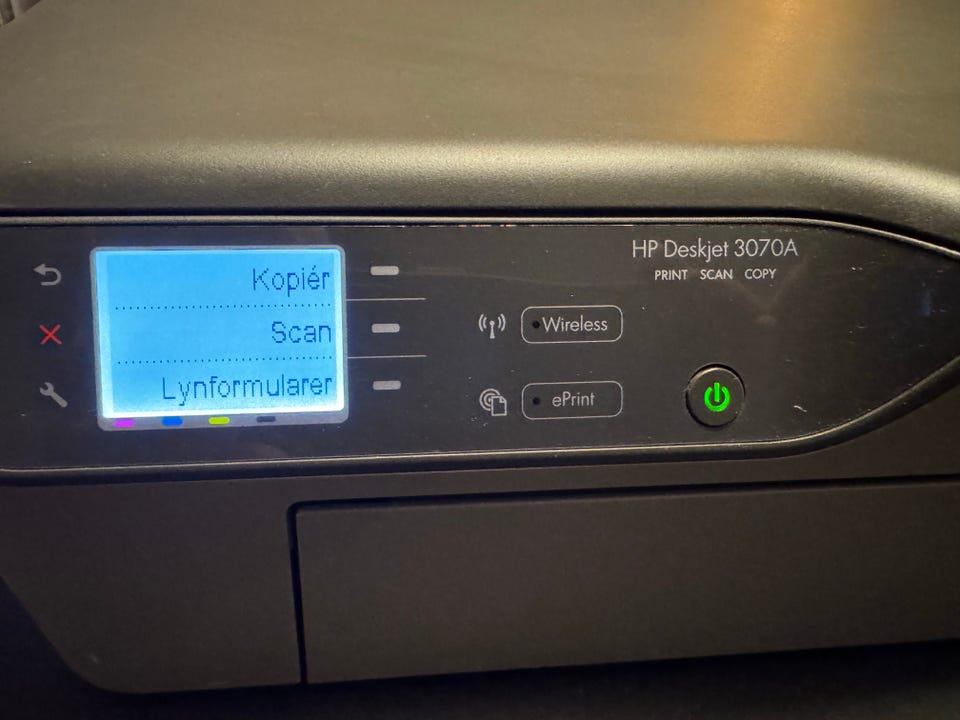 HP Deskjet 3070A
PRINT SCAN COPY
Kopiér
Scan
Lynformularer
Wireless
ePrint